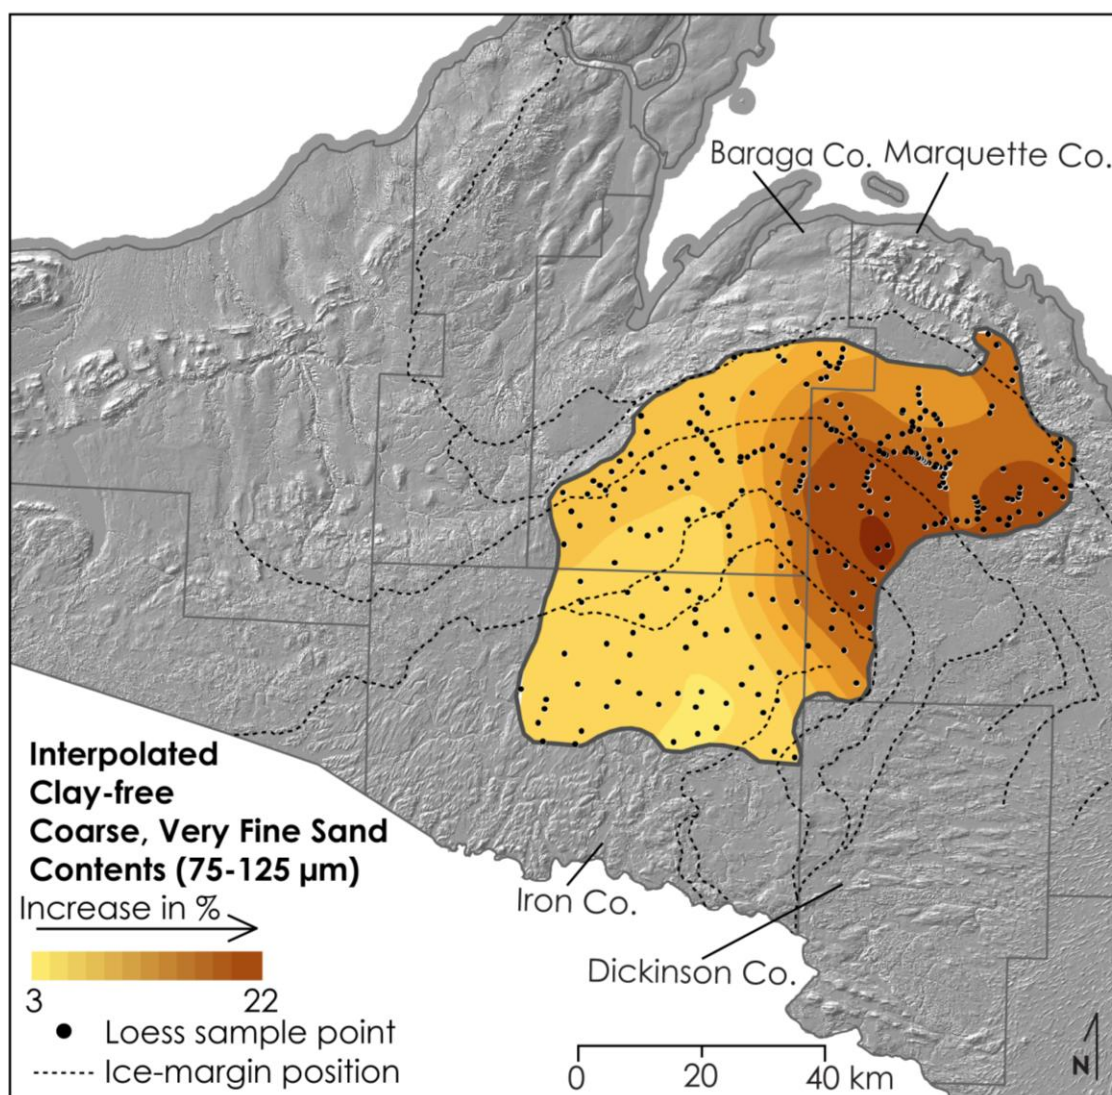 Baraga Co. Marquette Co.
Interpolated
Clay-free
Coarse, Very Fine Sand
Contents (75-125 µm)
Increase in %
3 22
Loess sample point
Ice-margin position
Iron Co.
Dickinson Co.
0 20 40 km
N